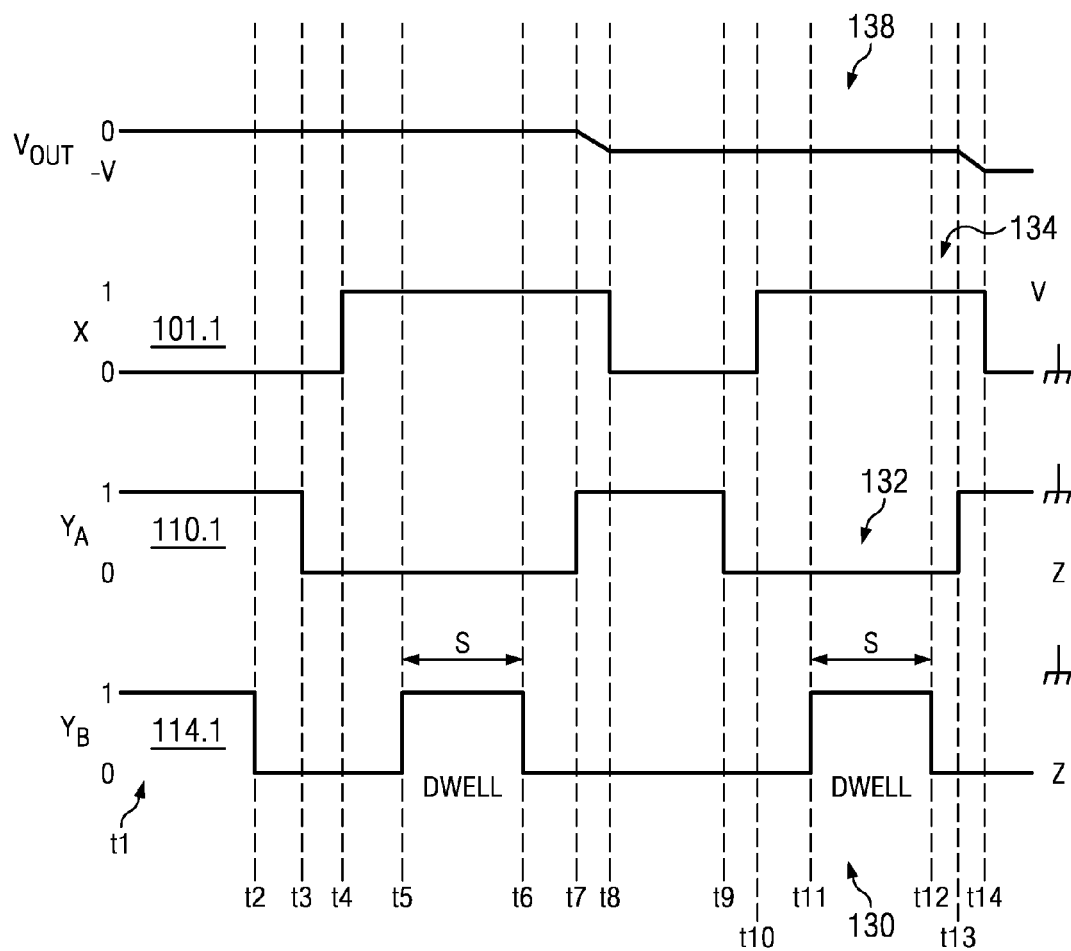 138
0
V_OUT
-V
134
1
V
X
101.1
0
1
132
Y_A
110.1
0
Z
S
S
1
Y_B
114.1
0
DWELL
DWELL
Z
t1
t2
t3
t4
t5
t6
t7
t8
t9
t10
t11
t12
t13
t14
130